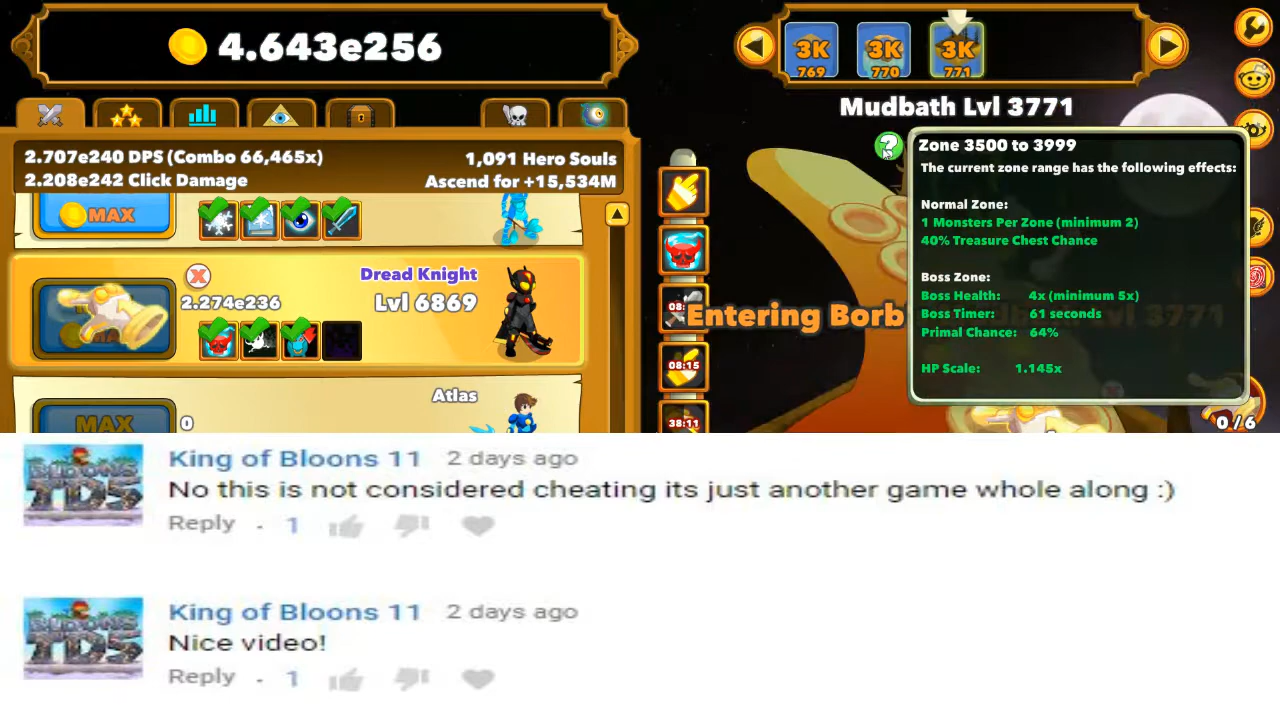 4.643e256
2.707e240 DPS (Combo 66,465x)
1,091 Hero Souls
2.208e242 Click Damage
Ascend for +15,534M
MAX
Dread Knight
2.274e236
Lvl 6869
Atlas
MAX
0
3K
769
3K
770
3K
771
Mudbath Lvl 3771
?
Zone 3500 to 3999
The current zone range has the following effects:
Normal Zone:
1 Monsters Per Zone (minimum 2)
40% Treasure Chest Chance
Boss Zone:
Boss Health: 4x (minimum 5x)
Boss Timer: 61 seconds
Primal Chance: 64%
HP Scale: 1.145x
Entering Borb
08:
08:15
38:11
0 / 6
BLOONS
TD5
King of Bloons 11 2 days ago
No this is not considered cheating its just another game whole along :)
Reply · 1
BLOONS
TD5
King of Bloons 11 2 days ago
Nice video!
Reply · 1